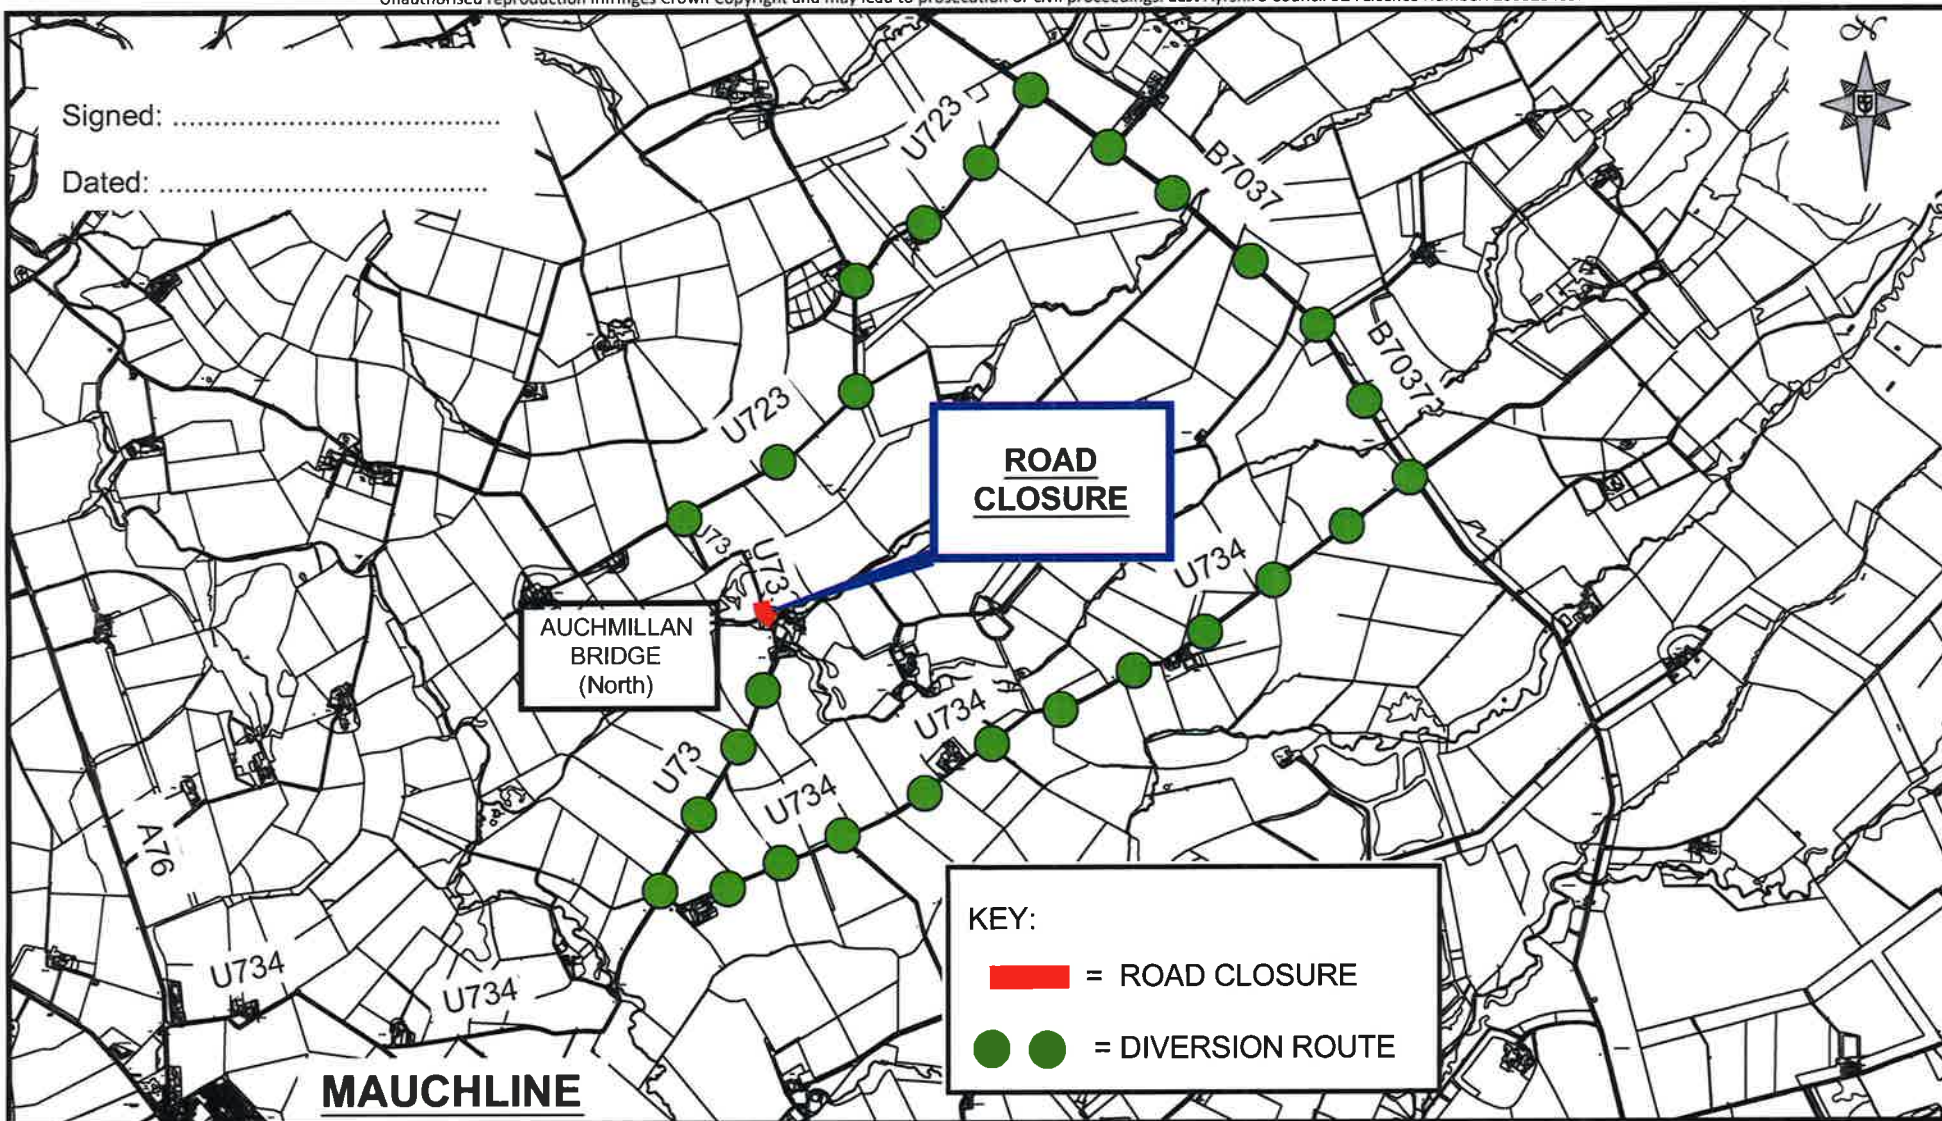 Signed: ..........................................
Dated: ..........................................
U723
B7037
B7037
U723
ROAD
CLOSURE
U73
U73
U734
AUCHMILLAN
BRIDGE
(North)
U734
U73
U734
A76
U734
U734
KEY:
= ROAD CLOSURE
= DIVERSION ROUTE
MAUCHLINE